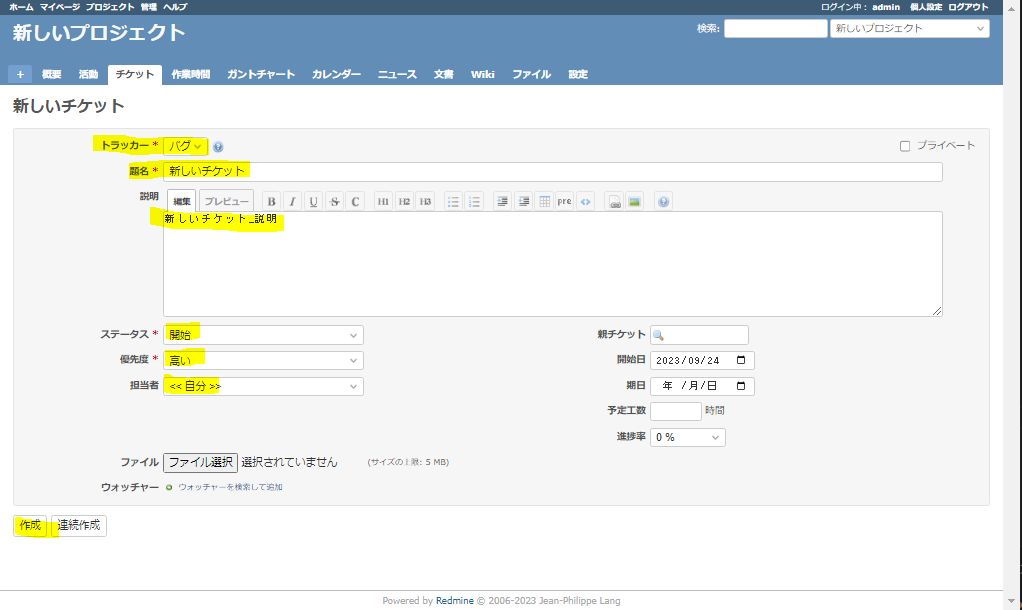 ホーム マイページ プロジェクト 管理 ヘルプ ログイン中： admin 個人設定 ログアウト
新しいプロジェクト 検索: 新しいプロジェクト
+ 概要 活動 チケット 作業時間 ガントチャート カレンダー ニュース 文書 Wiki ファイル 設定
新しいチケット
トラッカー * バグ プライベート
題名 * 新しいチケット
説明 編集 プレビュー B I U S C H1 H2 H3 pre
新しいチケット_説明
ステータス * 開始 親チケット
優先度 * 高い 開始日 2023/09/24
担当者 << 自分 >> 期日 年 /月/日
予定工数 時間
進捗率 0 %
ファイル ファイル選択 選択されていません (サイズの上限: 5 MB)
ウォッチャー ウォッチャーを検索して追加
作成 連続作成
Powered by Redmine © 2006-2023 Jean-Philippe Lang